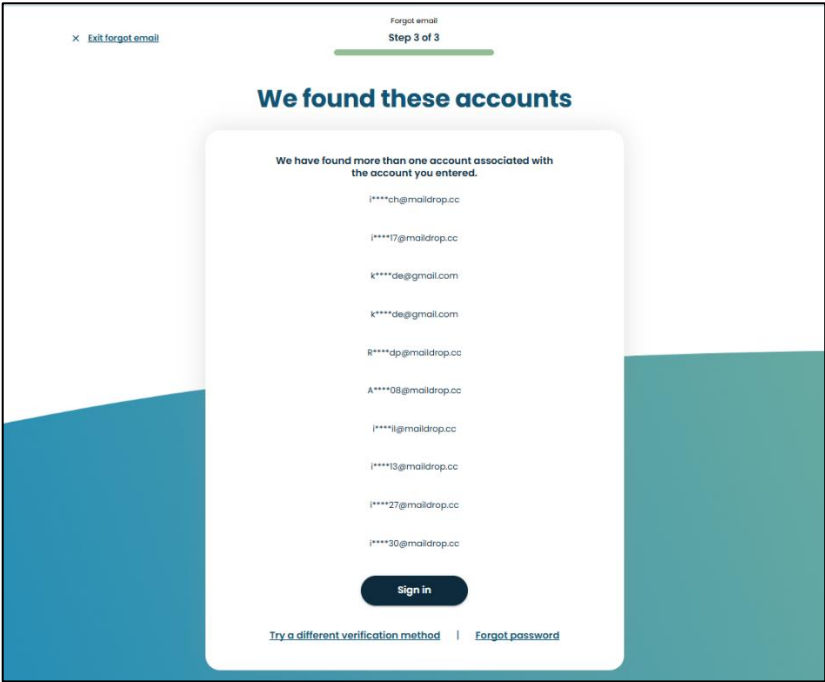 Forgot email
× Exit forgot email
Step 3 of 3
We found these accounts
We have found more than one account associated with
the account you entered.
i****ch@maildrop.cc
i****17@maildrop.cc
k****de@gmail.com
k****de@gmail.com
R****dp@maildrop.cc
A****08@maildrop.cc
i****il@maildrop.cc
i****13@maildrop.cc
i****27@maildrop.cc
i****30@maildrop.cc
Sign in
Try a different verification method | Forgot password